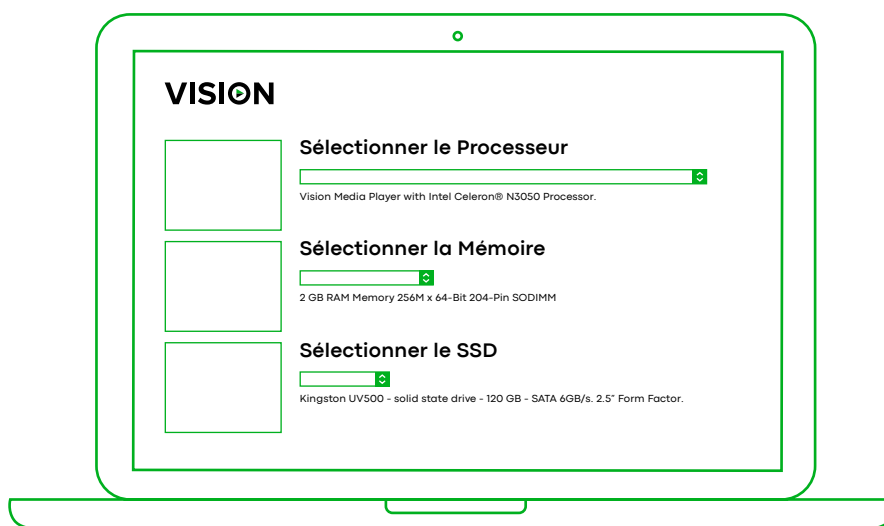 VISION
Sélectionner le Processeur
Vision Media Player with Intel Celeron® N3050 Processor.
Sélectionner la Mémoire
2 GB RAM Memory 256M x 64-Bit 204-Pin SODIMM
Sélectionner le SSD
Kingston UV500 - solid state drive - 120 GB - SATA 6GB/s. 2.5” Form Factor.